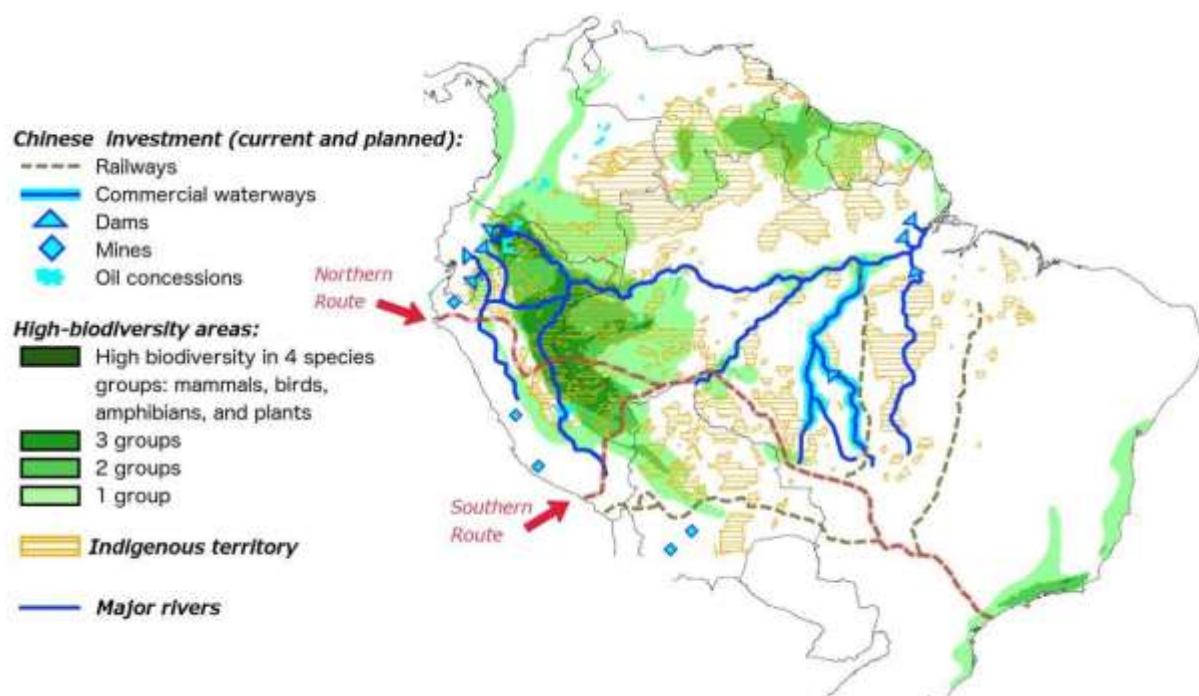 Chinese investment (current and planned):
Railways
Commercial waterways
Dams
Mines
Oil concessions
High-biodiversity areas:
High biodiversity in 4 species
groups: mammals, birds,
amphibians, and plants
3 groups
2 groups
1 group
Indigenous territory
Major rivers
Northern
Route
Southern
Route